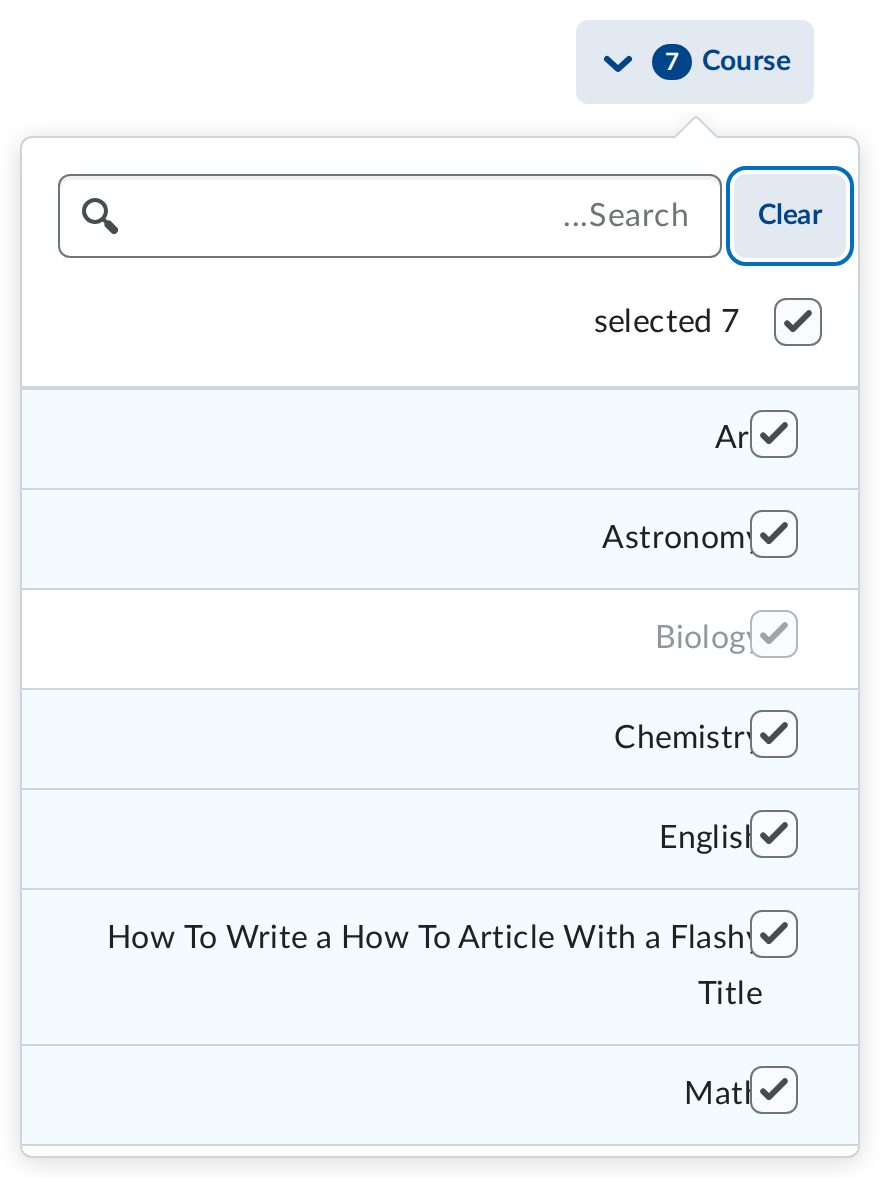 7 Course
...Search
Clear
selected 7
Ar
Astronomy
Biology
Chemistry
English
How To Write a How To Article With a Flashy
Title
Math